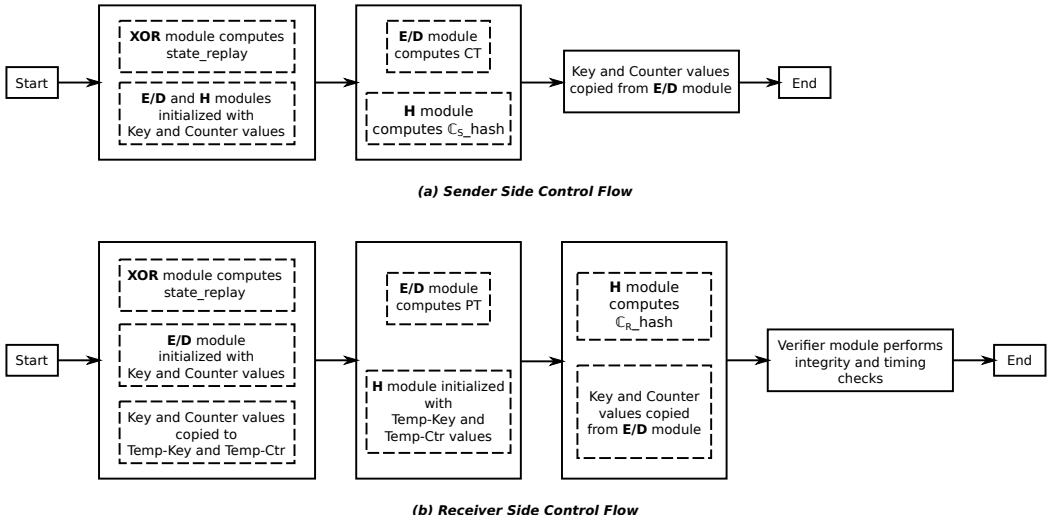 Start
XOR module computes
state_replay
E/D and H modules
initialized with
Key and Counter values
E/D module
computes CT
H module
computes ℂS_hash
Key and Counter values
copied from E/D module
End
(a) Sender Side Control Flow
Start
XOR module computes
state_replay
E/D module
initialized with
Key and Counter values
Key and Counter values
copied to
Temp-Key and Temp-Ctr
E/D module
computes PT
H module initialized
with
Temp-Key and
Temp-Ctr values
H module
computes
ℂR_hash
Key and Counter
values copied
from E/D module
Verifier module performs
integrity and timing
checks
End
(b) Receiver Side Control Flow